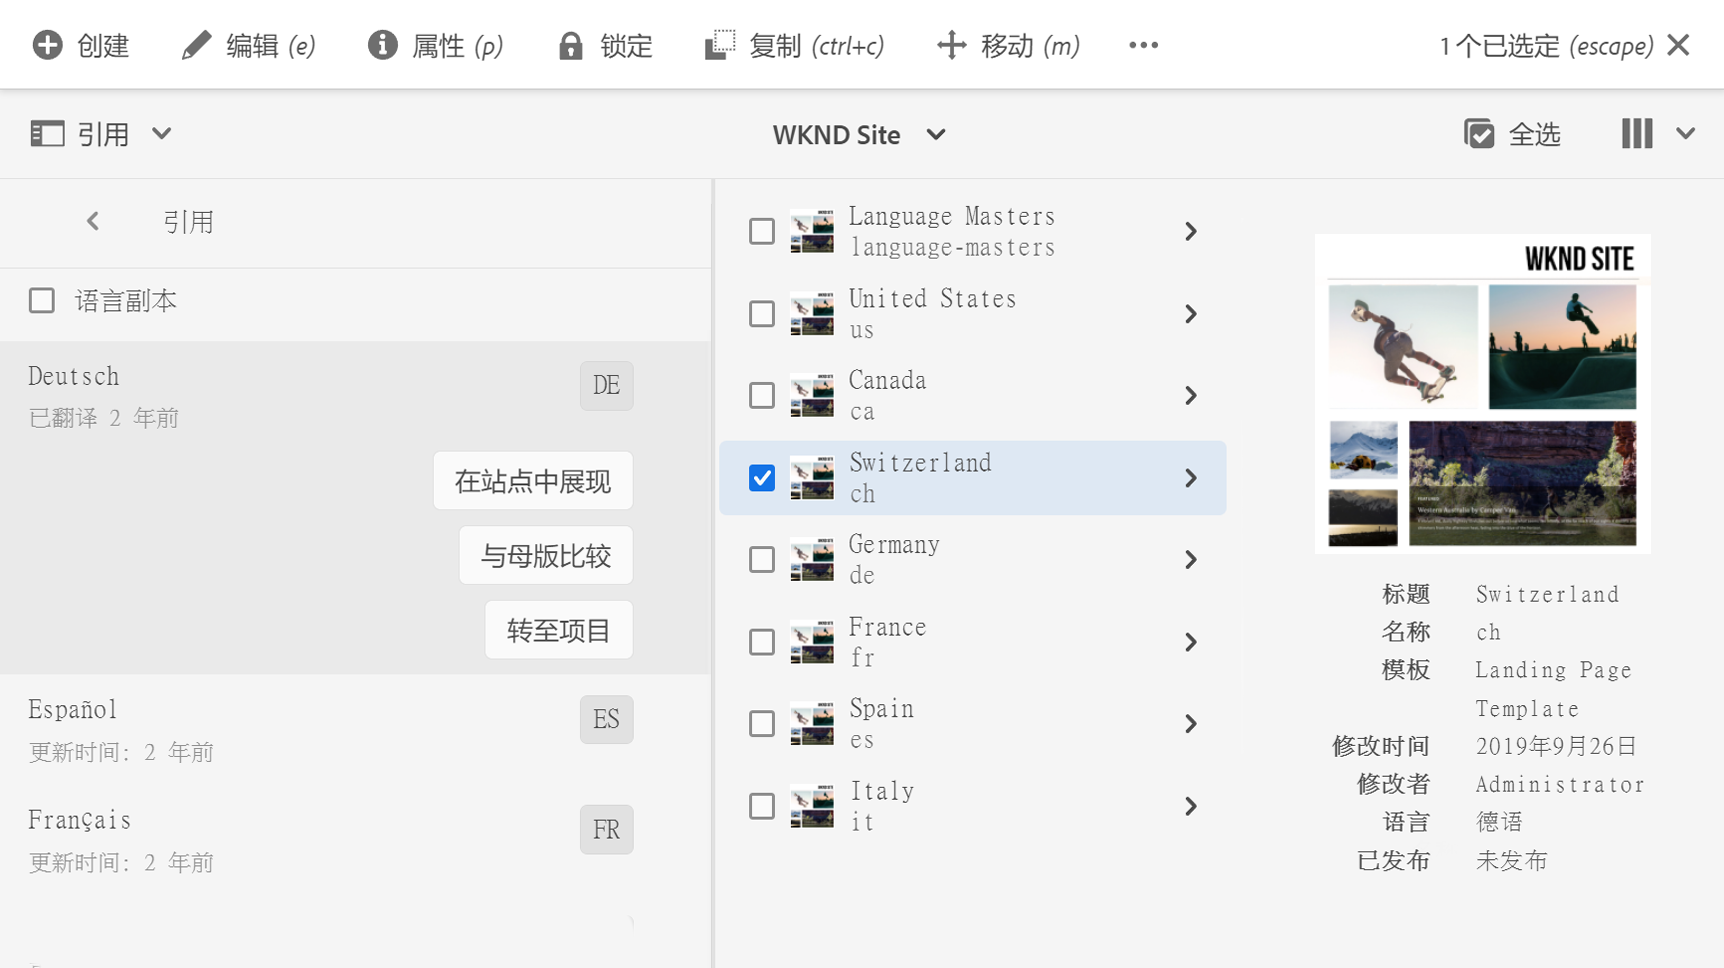 创建 编辑 (e) 属性 (p) 锁定 复制 (ctrl+c) 移动 (m) ••• 1 个已选定 (escape)
引用 WKND Site 全选
引用
语言副本
Deutsch DE
已翻译 2 年前
在站点中展现
与母版比较
转至项目
Español ES
更新时间: 2 年前
Français FR
更新时间: 2 年前
Language Masters
language-masters
United States
us
Canada
ca
Switzerland
ch
Germany
de
France
fr
Spain
es
Italy
it
WKND SITE
Western Australia by Camper Van
标题 Switzerland
名称 ch
模板 Landing Page
Template
修改时间 2019年9月26日
修改者 Administrator
语言 德语
已发布 未发布